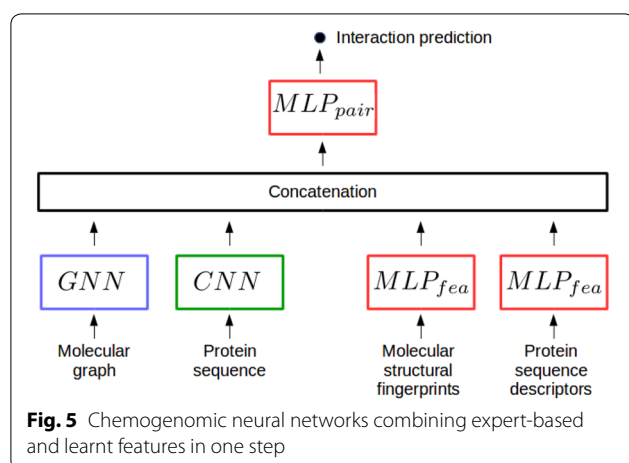 Interaction prediction
MLP_pair
Concatenation
GNN
CNN
MLP_fea
MLP_fea
Molecular graph
Protein sequence
Molecular structural fingerprints
Protein sequence descriptors
Fig. 5 Chemogenomic neural networks combining expert-based
and learnt features in one step